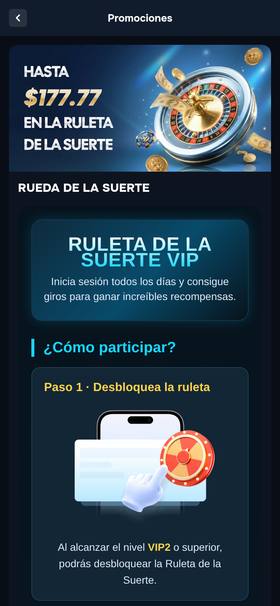 Promociones
HASTA
$177.77
EN LA RULETA
DE LA SUERTE
RUEDA DE LA SUERTE
RULETA DE LA
SUERTE VIP
Inicia sesión todos los días y consigue
giros para ganar increíbles recompensas.
¿Cómo participar?
Paso 1 · Desbloquea la ruleta
Al alcanzar el nivel VIP2 o superior,
podrás desbloquear la Ruleta de la
Suerte.